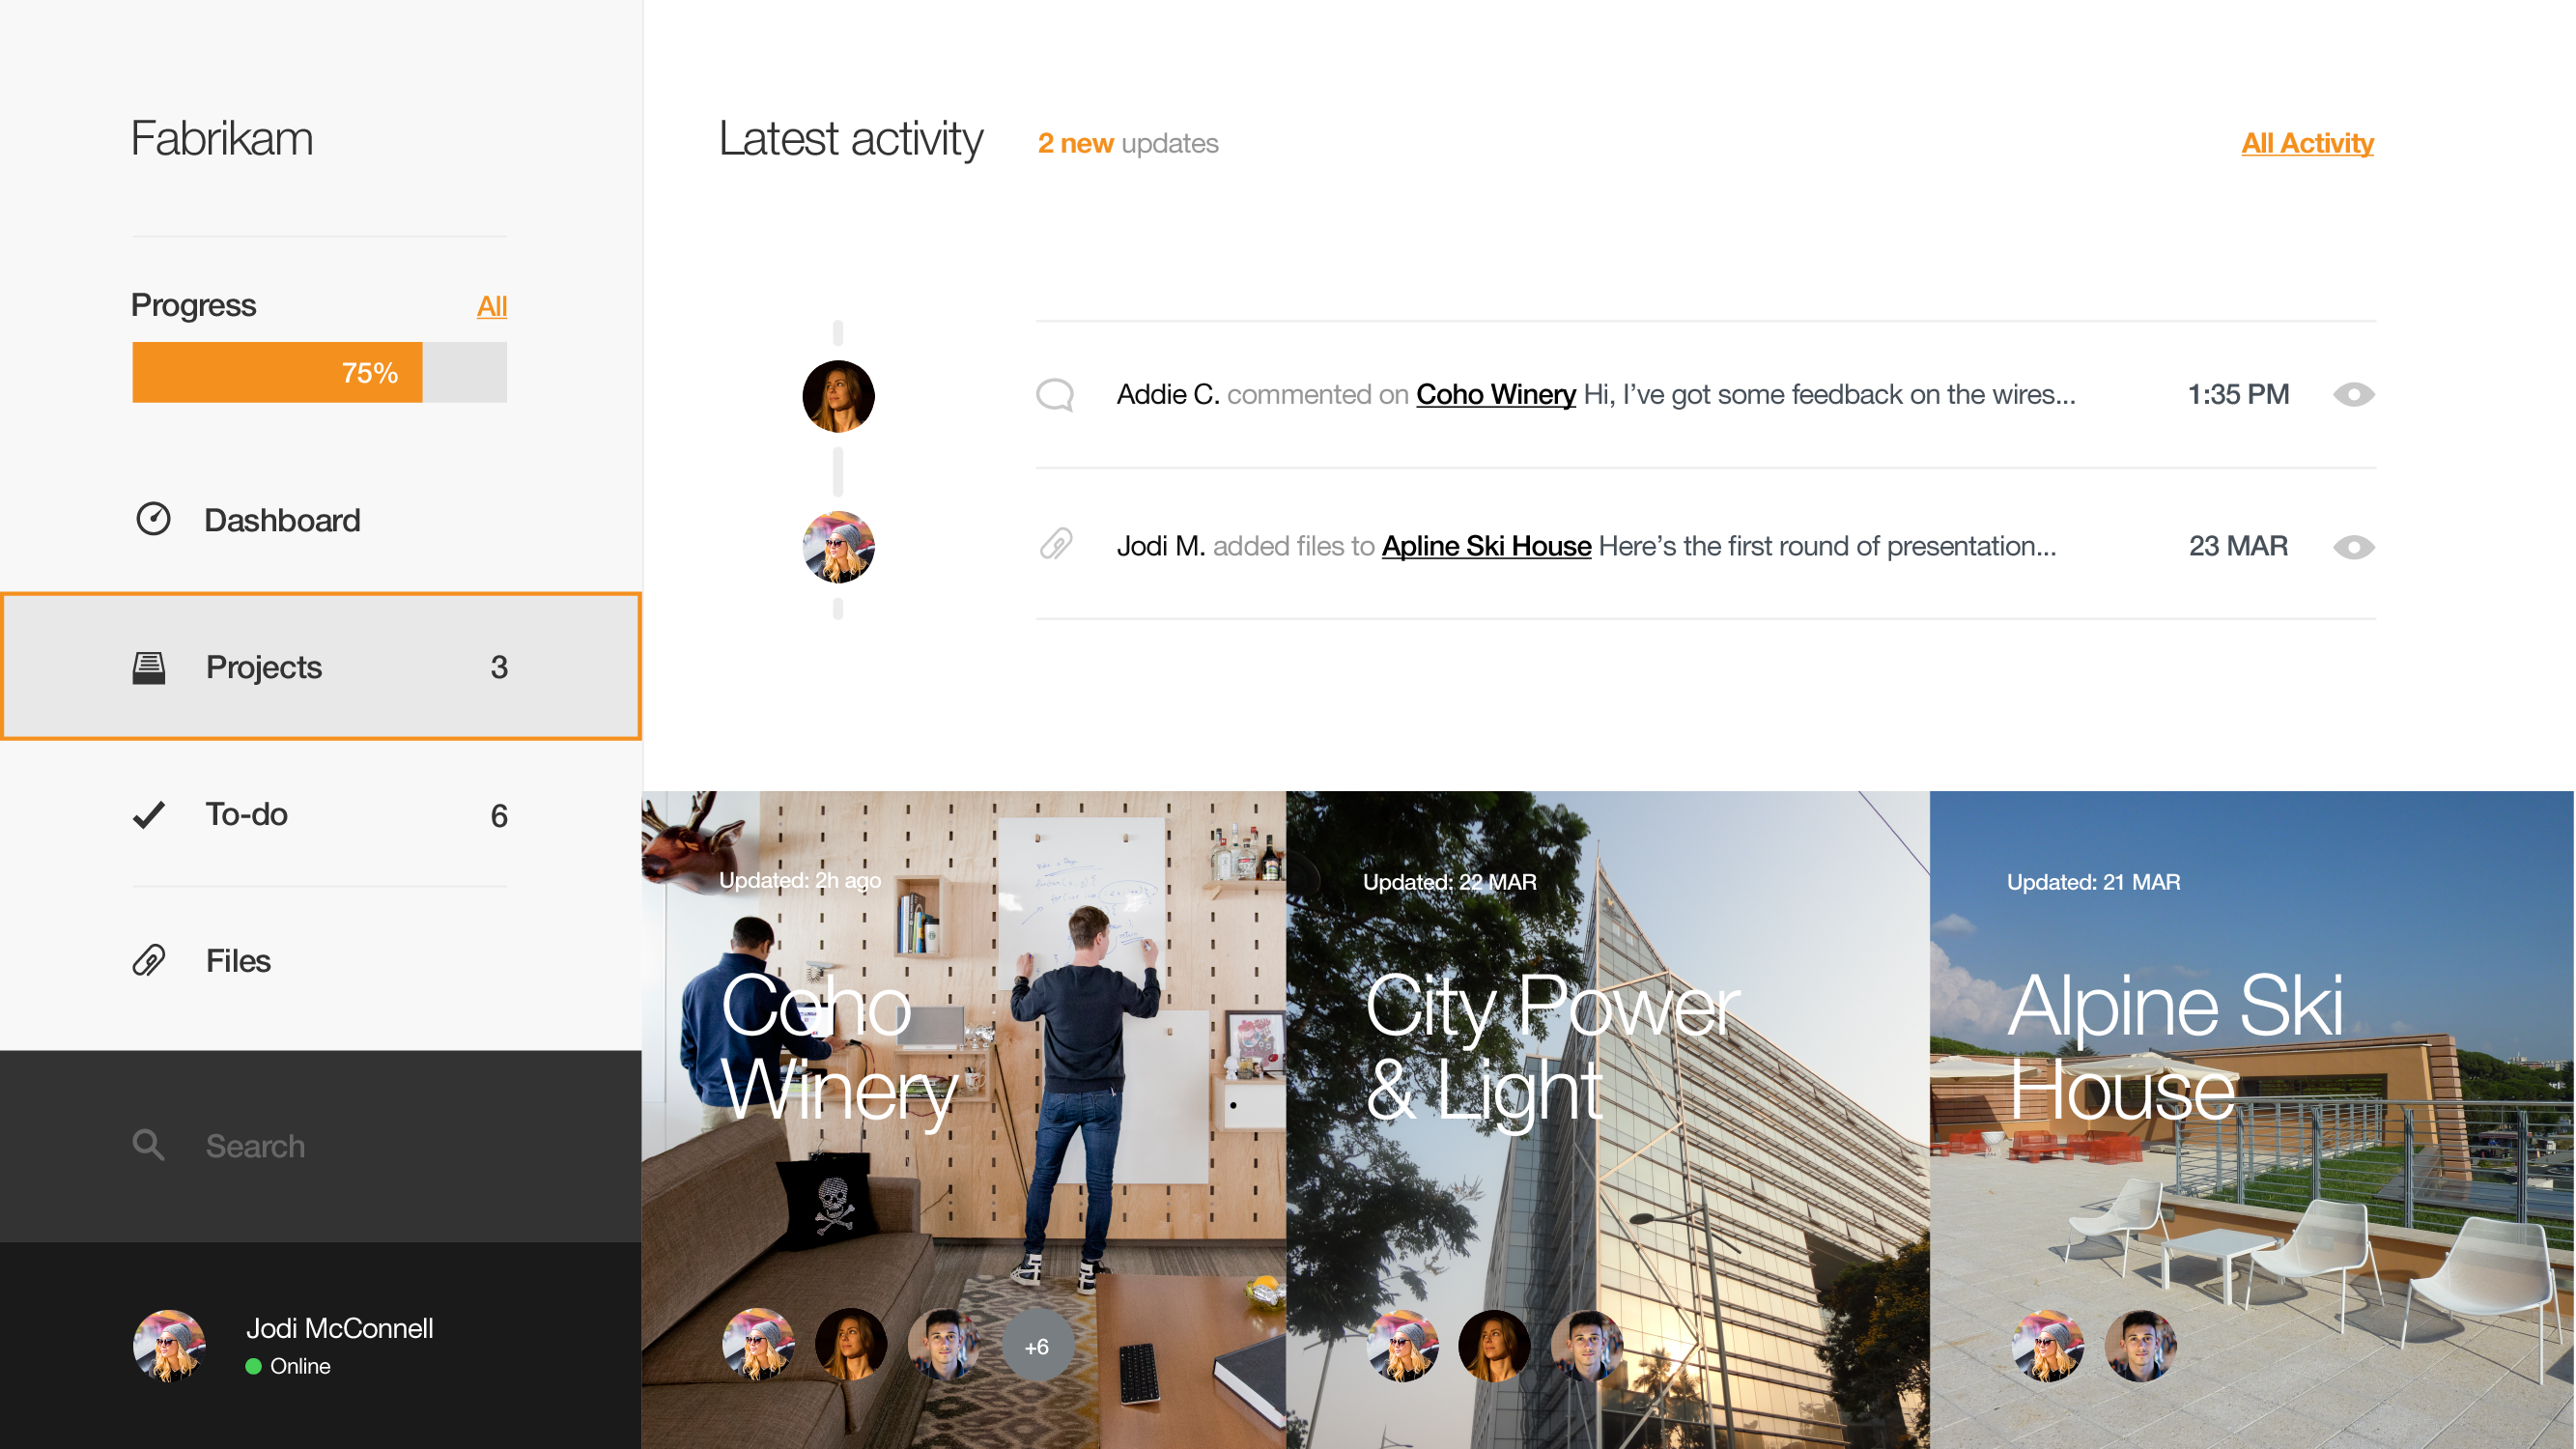 Fabrikam
Progress
All
75%
Dashboard
Projects
3
To-do
6
Files
Search
Jodi McConnell
Online
Latest activity
2 new updates
All Activity
Addie C. commented on Coho Winery Hi, I’ve got some feedback on the wires...
1:35 PM
Jodi M. added files to Apline Ski House Here’s the first round of presentation...
23 MAR
Updated: 2h ago
Coho
Winery
+6
Updated: 22 MAR
City Power
& Light
Updated: 21 MAR
Alpine Ski
House